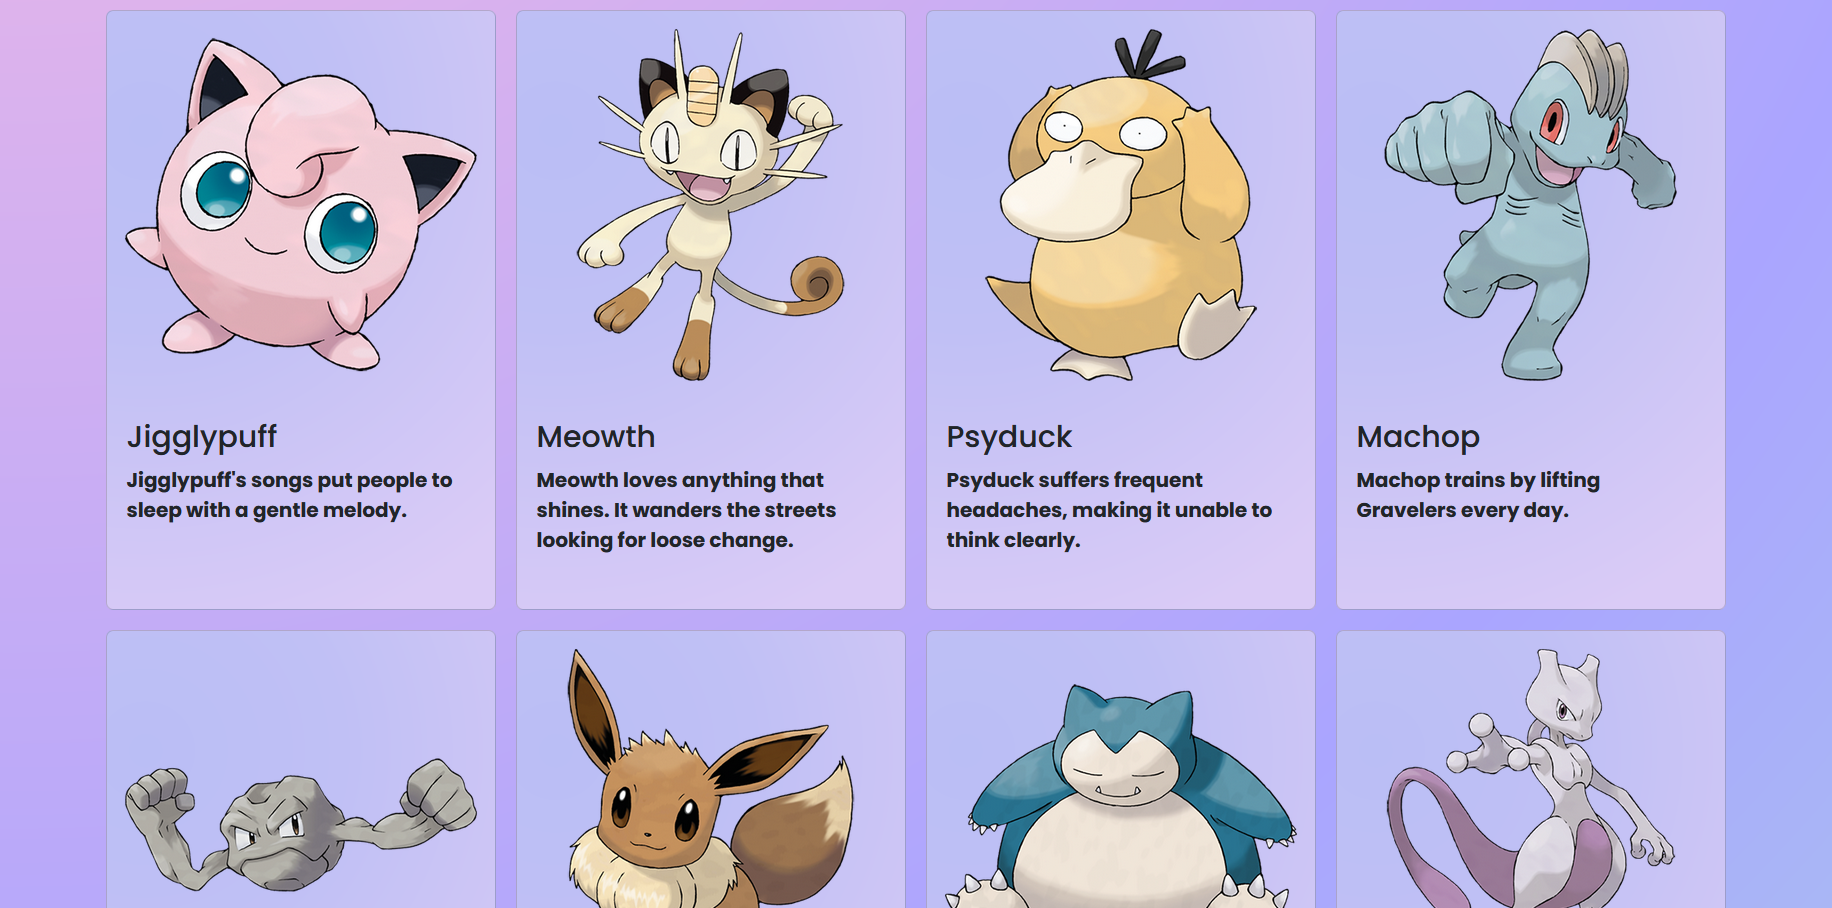 Jigglypuff
Jigglypuff's songs put people to
sleep with a gentle melody.
Meowth
Meowth loves anything that
shines. It wanders the streets
looking for loose change.
Psyduck
Psyduck suffers frequent
headaches, making it unable to
think clearly.
Machop
Machop trains by lifting
Gravelers every day.